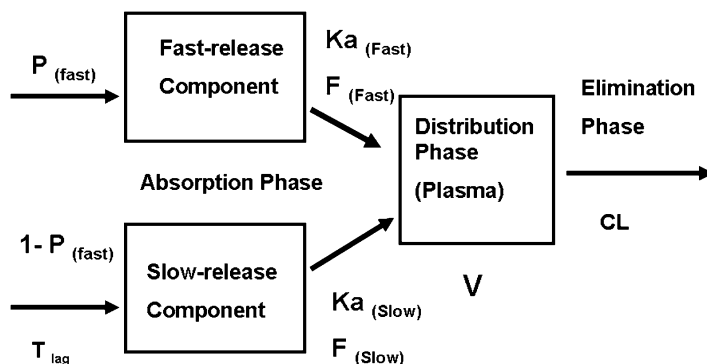 P (fast)
Fast-release
Component
Ka (Fast)
F (Fast)
Absorption Phase
Distribution
Phase
(Plasma)
Elimination
Phase
CL
V
1- P (fast)
T lag
Slow-release
Component
Ka (Slow)
F (Slow)